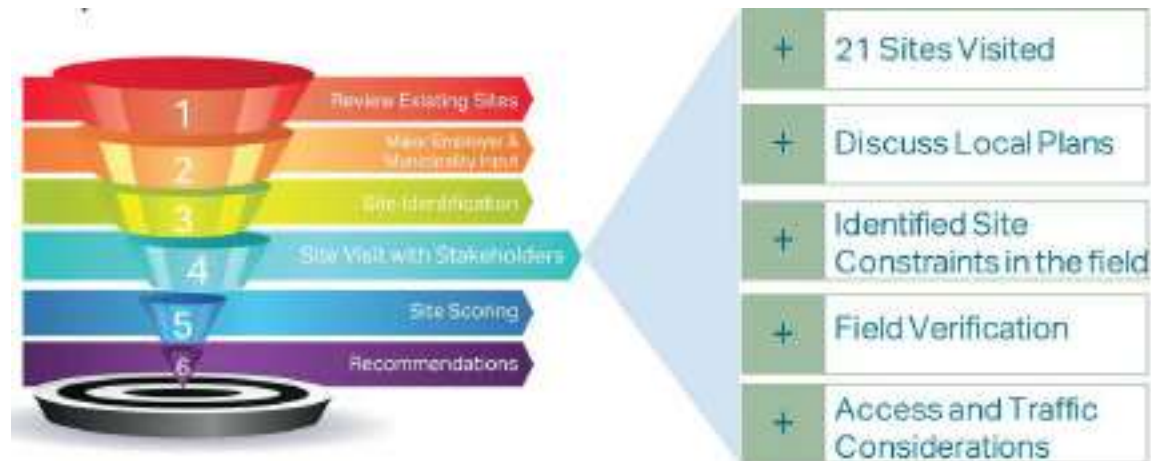 1
Review Existing Sites
2
Major Employer &
Municipality Input
3
Site Identification
4
Site Visit with Stakeholders
5
Site Scoring
6
Recommendations
+ 21 Sites Visited
+ Discuss Local Plans
+ Identified Site
Constraints in the field
+ Field Verification
+ Access and Traffic
Considerations